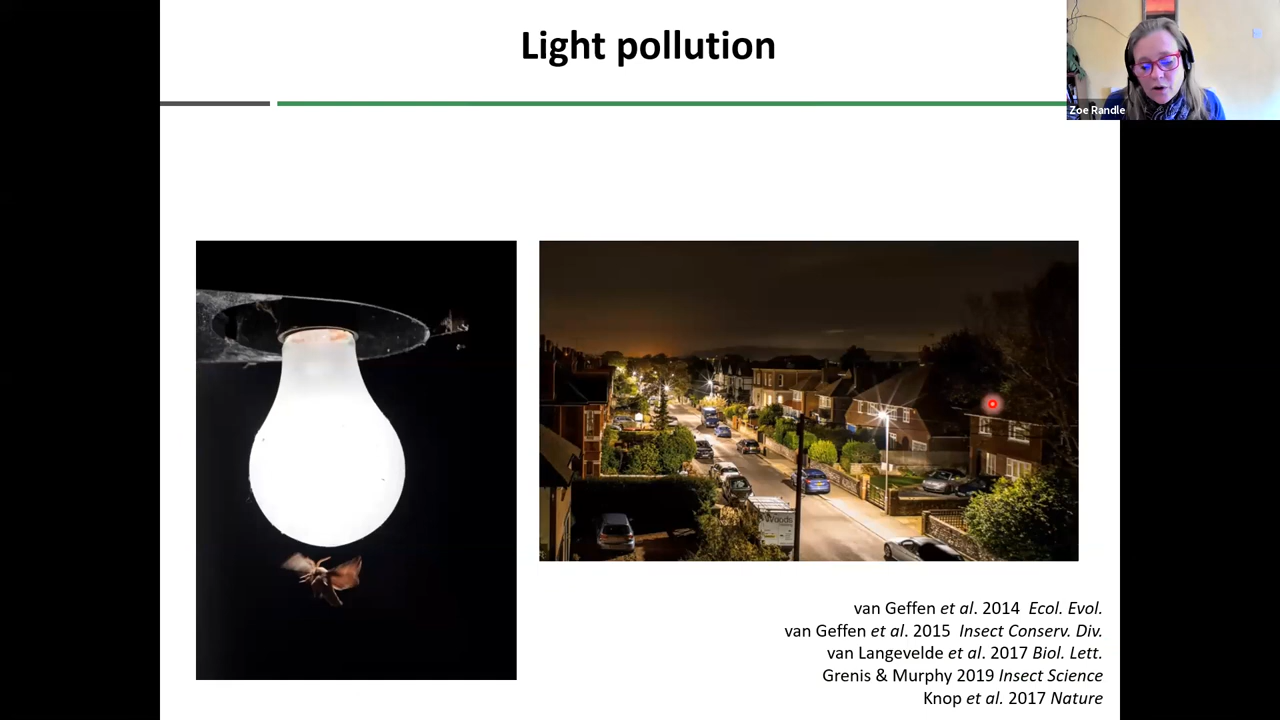 Light pollution
Zoe Randle
Woods
van Geffen et al. 2014 Ecol. Evol.
van Geffen et al. 2015 Insect Conserv. Div.
van Langevelde et al. 2017 Biol. Lett.
Grenis & Murphy 2019 Insect Science
Knop et al. 2017 Nature